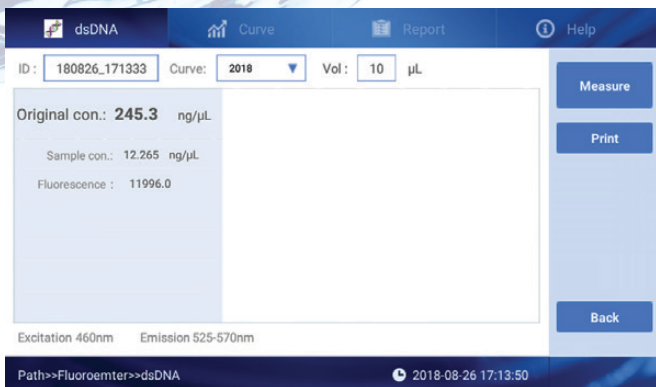 dsDNA Curve Report Help
ID : 180826_171333 Curve: 2018 Vol : 10 µL
Measure
Original con.: 245.3 ng/µL
Print
Sample con.: 12.265 ng/µL
Fluorescence : 11996.0
Back
Excitation 460nm Emission 525-570nm
Path>>Fluoroemter>>dsDNA 2018-08-26 17:13:50